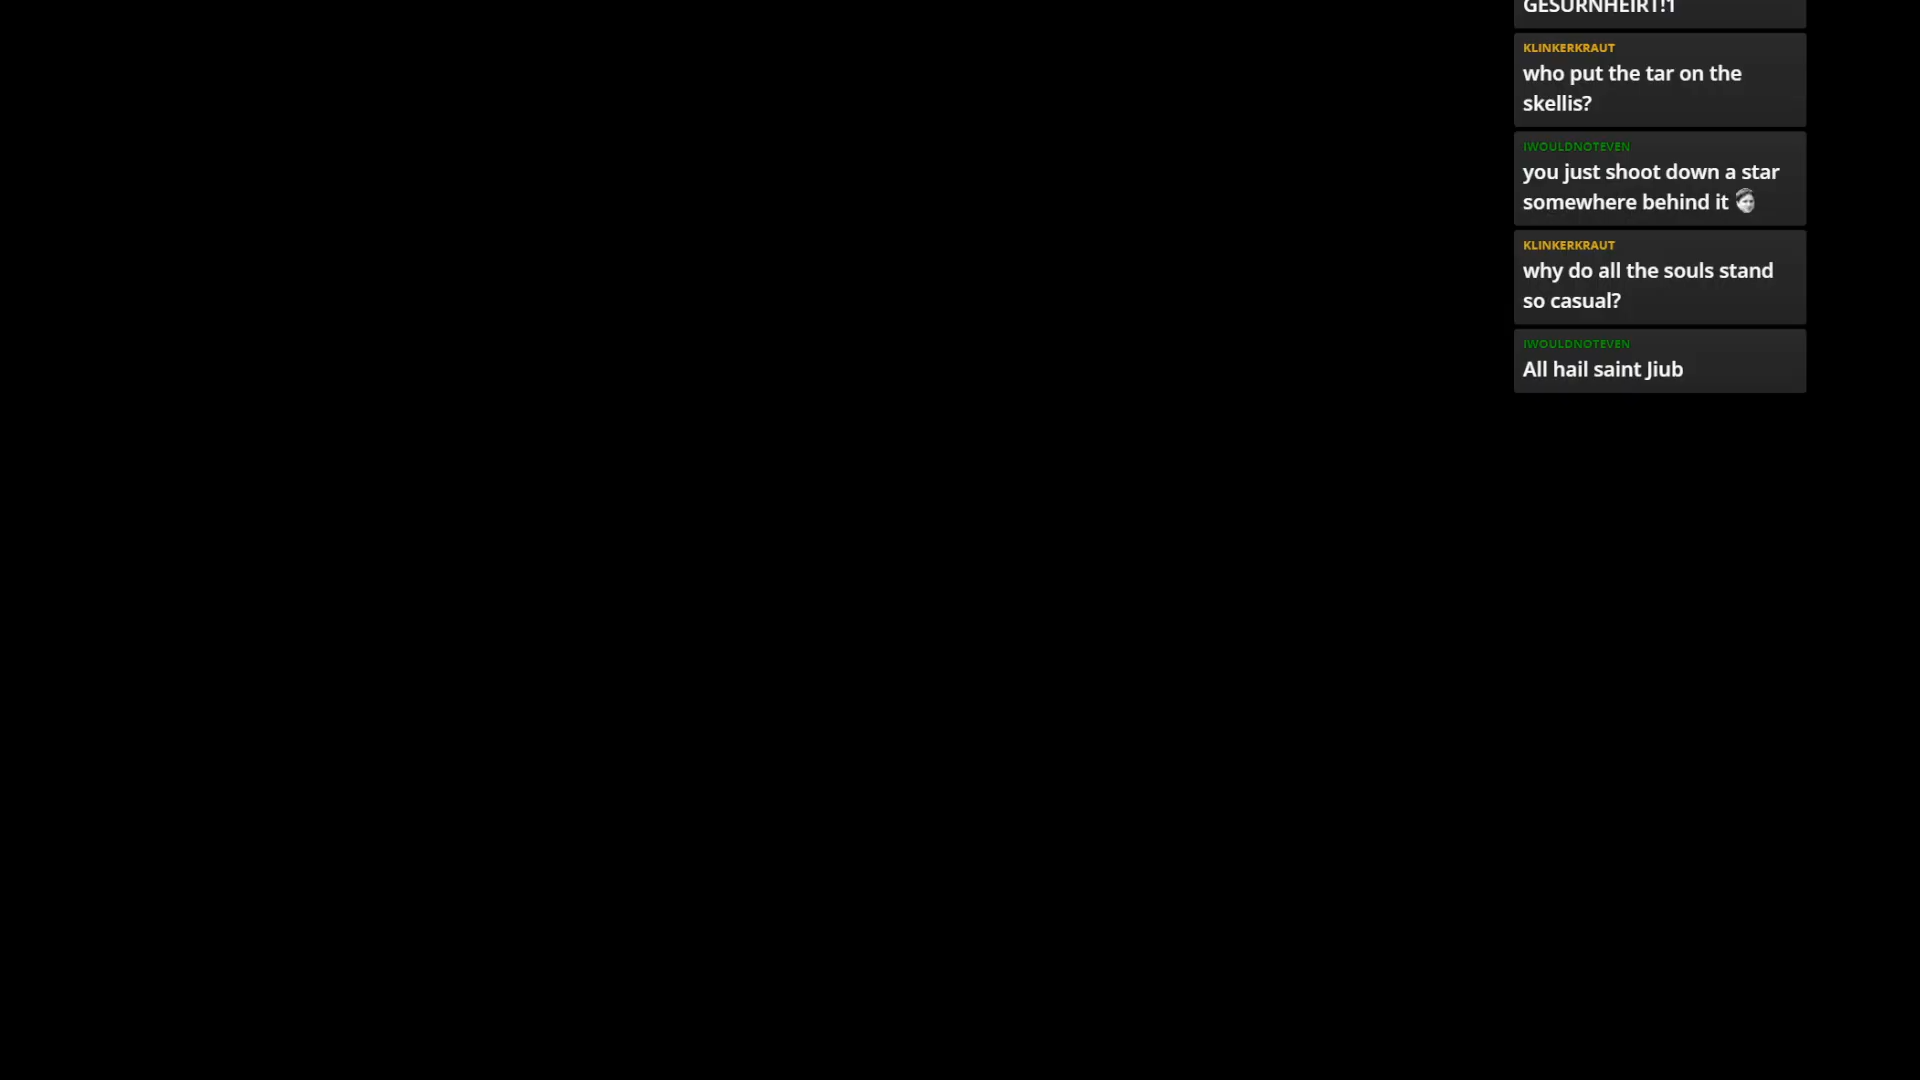 GESURNHEIRT!1
KLINKERKRAUT
who put the tar on the
skellis?
IWOULDNOTEVEN
you just shoot down a star
somewhere behind it
KLINKERKRAUT
why do all the souls stand
so casual?
IWOULDNOTEVEN
All hail saint Jiub